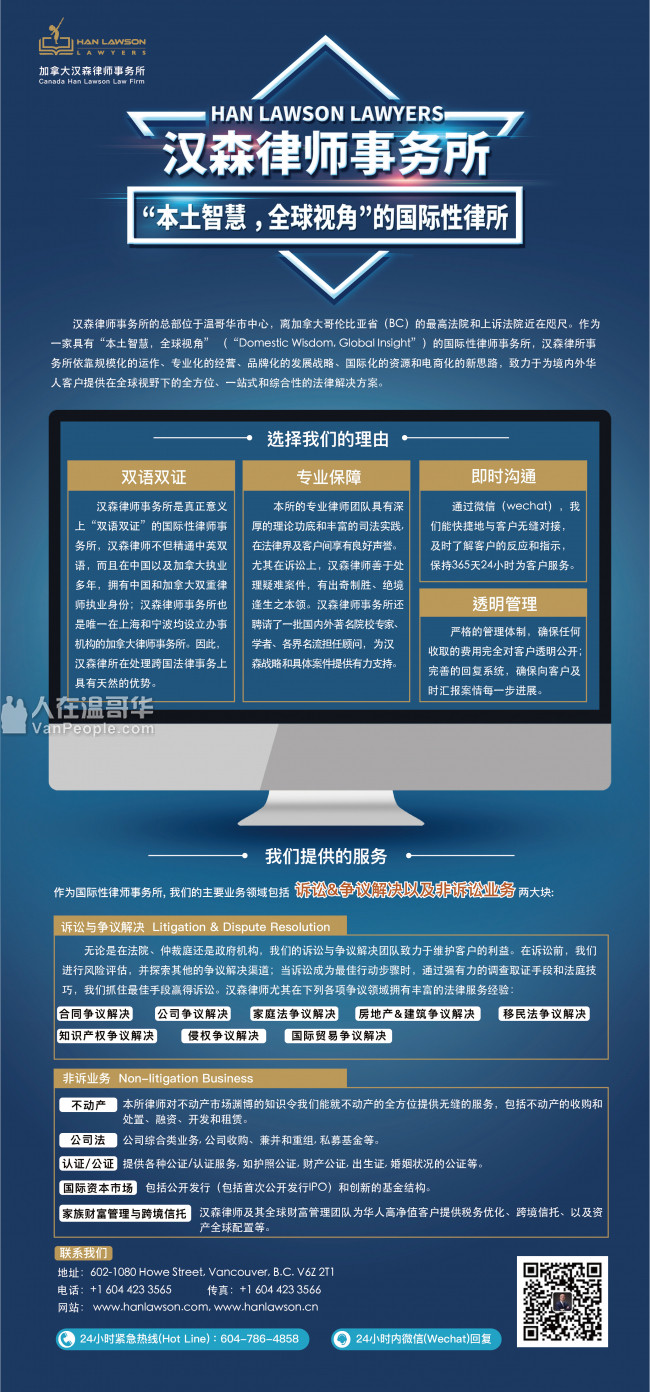 HAN LAWSON
LAWYERS
加拿大汉森律师事务所
Canada Han Lawson Law Firm
HAN LAWSON LAWYERS
汉森律师事务所
“本土智慧，全球视角”的国际性律所
汉森律师事务所的总部位于温哥华市中心，离加拿大哥伦比亚省（BC）的最高法院和上诉法院近在咫尺。作为
一家具有“本土智慧，全球视角”（“Domestic Wisdom, Global Insight”）的国际性律师事务所，汉森律所事
务所依靠规模化的运作、专业化的经营、品牌化的发展战略、国际化的资源和电商化的新思路，致力于为境内外华
人客户提供在全球视野下的全方位、一站式和综合性的法律解决方案。
选择我们的理由
双语双证
汉森律师事务所是真正意义
上“双语双证”的国际性律师事
务所，汉森律师不但精通中英双
语，而且在中国以及加拿大执业
多年，拥有中国和加拿大双重律
师执业身份；汉森律师事务所也
是唯一在上海和宁波均设立办事
机构的加拿大律师事务所。因此，
汉森律所在处理跨国法律事务上
具有天然的优势。
专业保障
本所的专业律师团队具有深
厚的理论功底和丰富的司法实践，
在法律界及客户间享有良好声誉。
尤其在诉讼上，汉森律师善于处
理疑难案件，有出奇制胜、绝境
逢生之本领。汉森律师事务所还
聘请了一批国内外著名院校专家、
学者、各界名流担任顾问，为汉
森战略和具体案件提供有力支持。
即时沟通
通过微信（wechat），我
们能快捷地与客户无缝对接，
及时了解客户的反应和指示，
保持365天24小时为客户服务。
透明管理
严格的管理体制，确保任何
收取的费用完全对客户透明公开；
完善的回复系统，确保向客户及
时汇报案情每一步进展。
人在温哥华
VanPeople.com
我们提供的服务
作为国际性律师事务所，我们的主要业务领域包括 诉讼&争议解决以及非诉讼业务 两大块：
诉讼与争议解决 Litigation & Dispute Resolution
无论是在法院、仲裁庭还是政府机构，我们的诉讼与争议解决团队致力于维护客户的利益。在诉讼前，我们
进行风险评估，并探索其他的争议解决渠道；当诉讼成为最佳行动步骤时，通过强有力的调查取证手段和法庭技
巧，我们抓住最佳手段赢得诉讼。汉森律师尤其在下列各项争议领域拥有丰富的法律服务经验：
合同争议解决 公司争议解决 家庭法争议解决 房地产&建筑争议解决 移民法争议解决
知识产权争议解决 侵权争议解决 国际贸易争议解决
非诉业务 Non-litigation Business
不动产 本所律师对不动产市场渊博的知识令我们能就不动产的全方位提供无缝的服务，包括不动产的收购和
处置、融资、开发和租赁。
公司法 公司综合类业务，公司收购、兼并和重组，私募基金等。
认证/公证 提供各种公证/认证服务，如护照公证，财产公证，出生证，婚姻状况的公证等。
国际资本市场 包括公开发行（包括首次公开发行IPO）和创新的基金结构。
家族财富管理与跨境信托 汉森律师及其全球财富管理团队为华人高净值客户提供税务优化、跨境信托、以及资
产全球配置等。
联系我们
地址：602-1080 Howe Street, Vancouver, B.C. V6Z 2T1
电话：+1 604 423 3565 传真：+1 604 423 3566
网站：www.hanlawson.com, www.hanlawson.cn
24小时紧急热线(Hot Line)：604-786-4858
24小时内微信(Wechat)回复